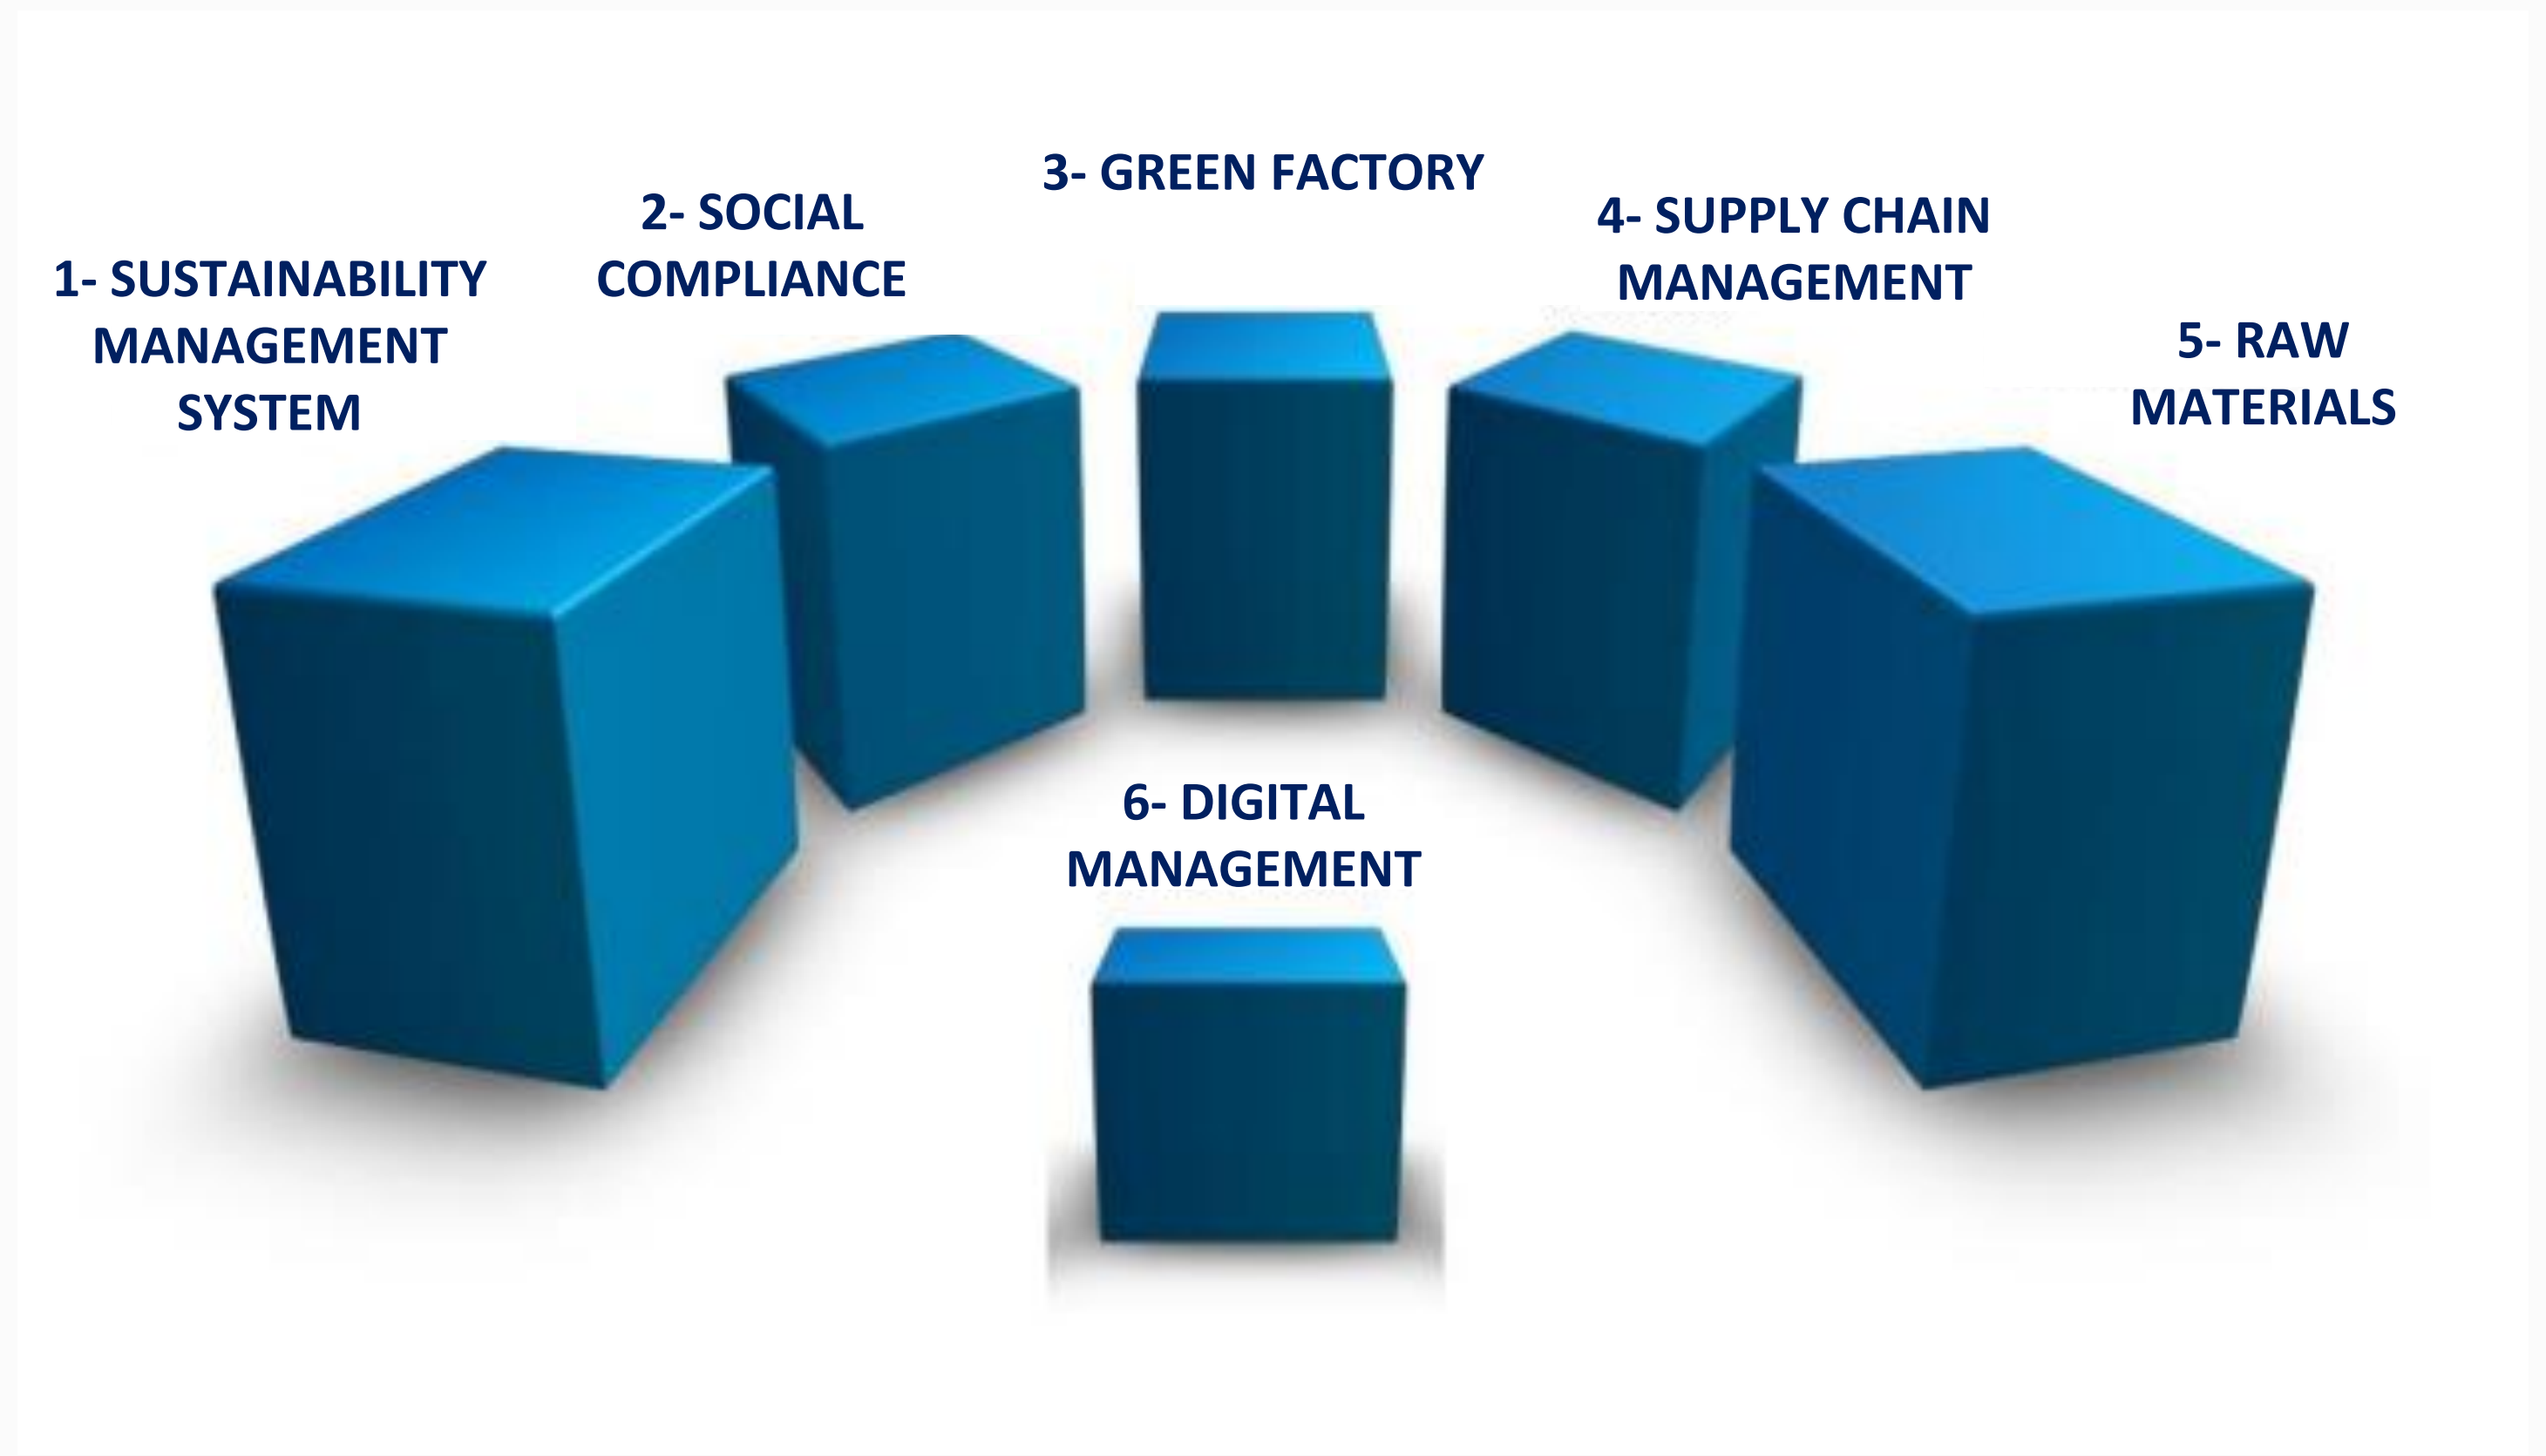 1- SUSTAINABILITY
MANAGEMENT
SYSTEM
2- SOCIAL
COMPLIANCE
3- GREEN FACTORY
4- SUPPLY CHAIN
MANAGEMENT
5- RAW
MATERIALS
6- DIGITAL
MANAGEMENT